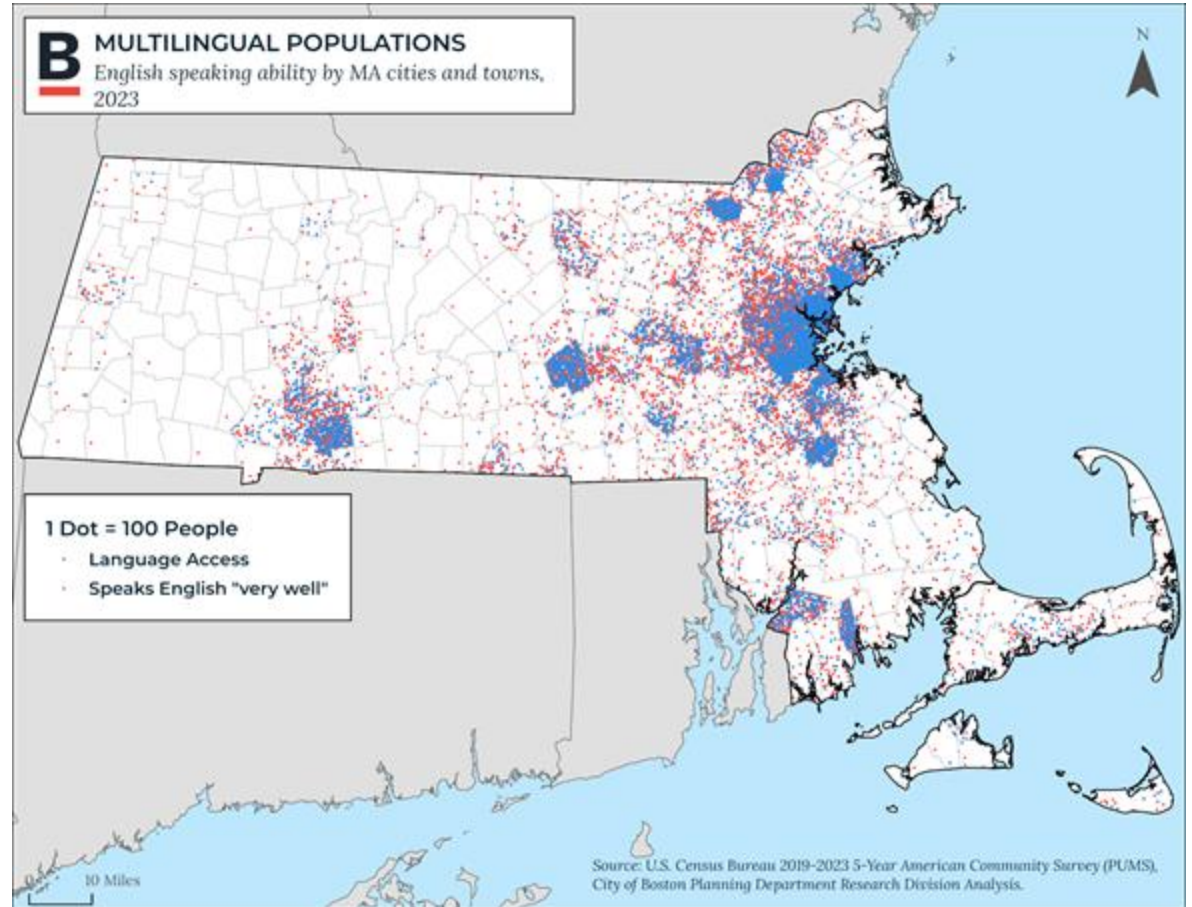 B
MULTILINGUAL POPULATIONS
English speaking ability by MA cities and towns,
2023
N
1 Dot = 100 People
Language Access
Speaks English "very well"
0 10 Miles
Source: U.S. Census Bureau 2019-2023 5-Year American Community Survey (PUMS),
City of Boston Planning Department Research Division Analysis.